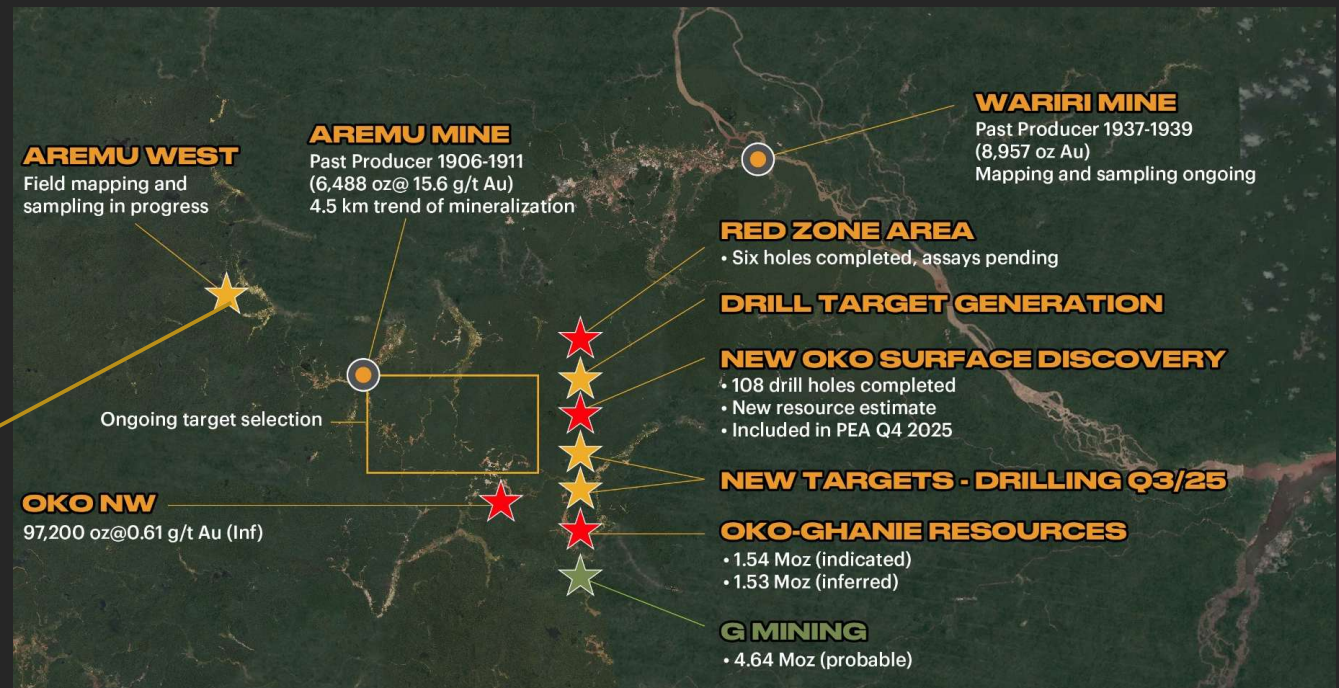 AREMU WEST
Field mapping and
sampling in progress
AREMU MINE
Past Producer 1906-1911
(6,488 oz@ 15.6 g/t Au)
4.5 km trend of mineralization
WARIRI MINE
Past Producer 1937-1939
(8,957 oz Au)
Mapping and sampling ongoing
RED ZONE AREA
• Six holes completed, assays pending
DRILL TARGET GENERATION
NEW OKO SURFACE DISCOVERY
• 108 drill holes completed
• New resource estimate
• Included in PEA Q4 2025
Ongoing target selection
NEW TARGETS - DRILLING Q3/25
OKO NW
97,200 oz@0.61 g/t Au (Inf)
OKO-GHANIE RESOURCES
• 1.54 Moz (indicated)
• 1.53 Moz (inferred)
G MINING
• 4.64 Moz (probable)